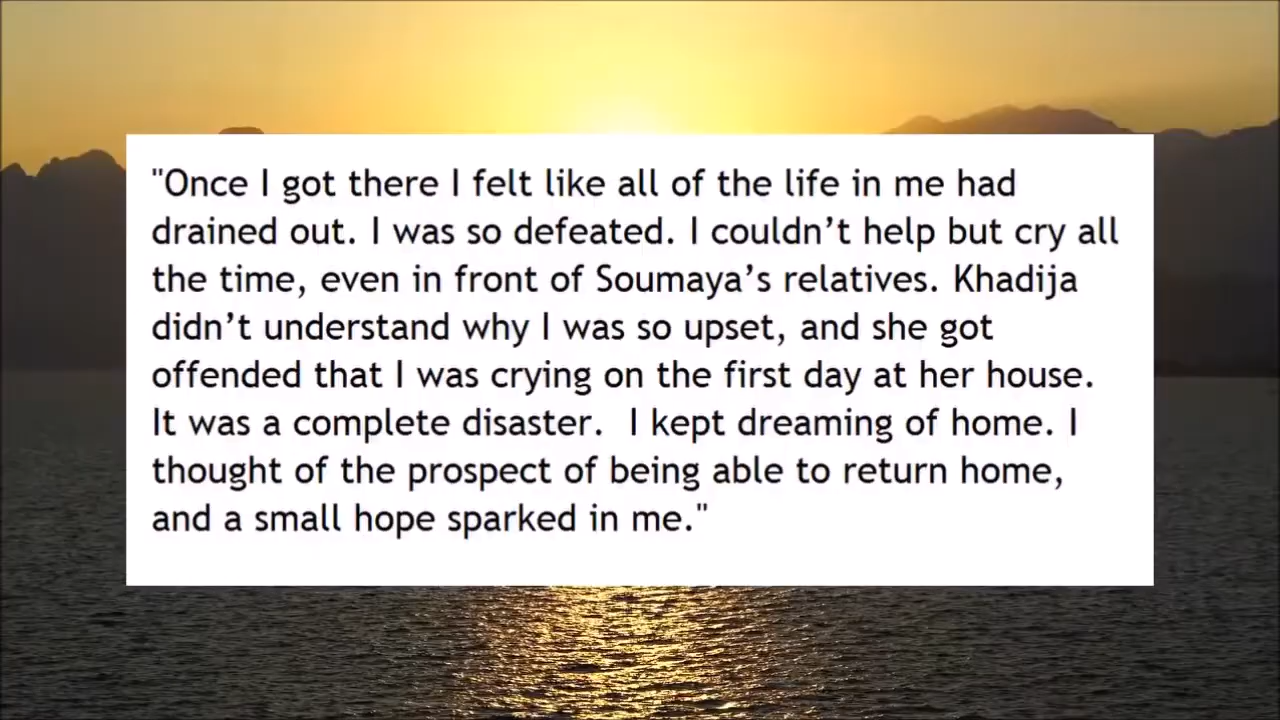 "Once I got there I felt like all of the life in me had
drained out. I was so defeated. I couldn’t help but cry all
the time, even in front of Soumaya’s relatives. Khadija
didn’t understand why I was so upset, and she got
offended that I was crying on the first day at her house.
It was a complete disaster.  I kept dreaming of home. I
thought of the prospect of being able to return home,
and a small hope sparked in me."